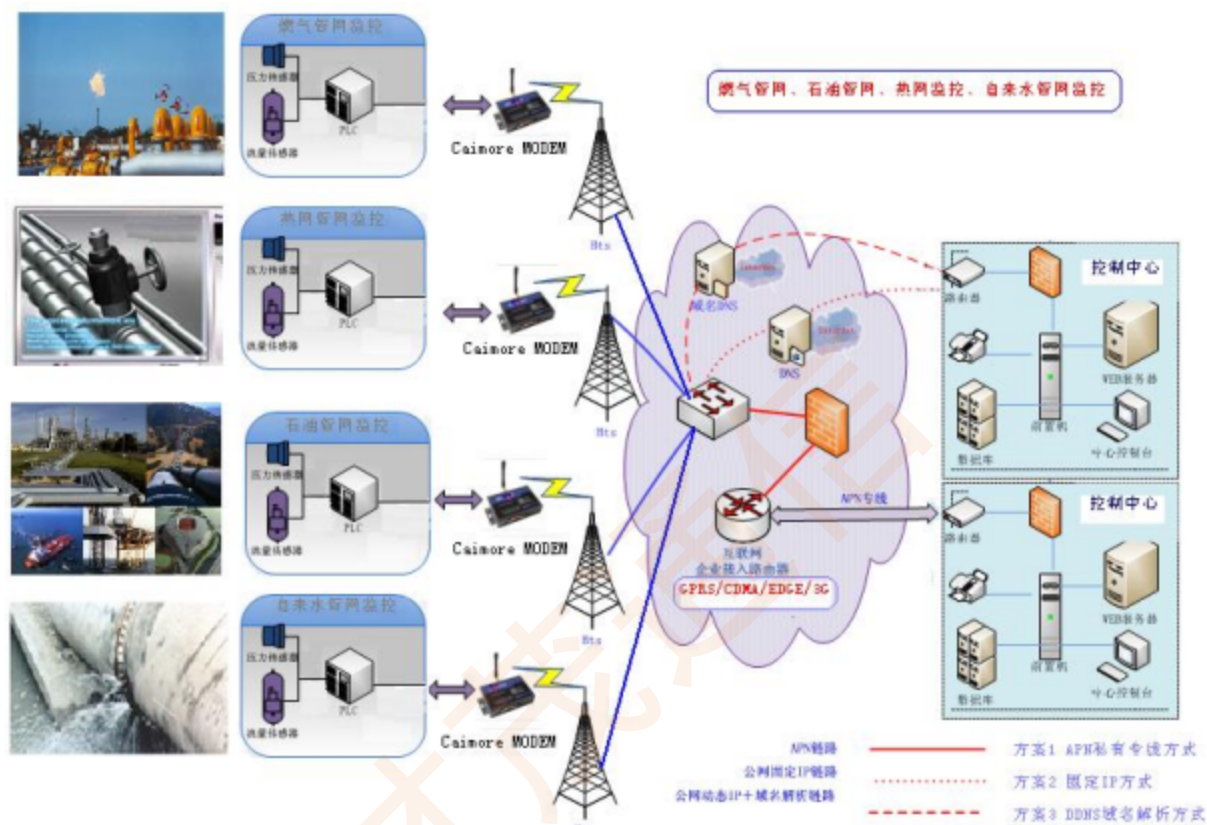 燃气管网监控
压力传感器
流量传感器
PLC
Caimore MODEM
Bts
燃气管网、石油管网、热网监控、自来水管网监控
热网管网监控
压力传感器
流量传感器
PLC
Caimore MODEM
Bts
石油管网监控
压力传感器
流量传感器
PLC
Caimore MODEM
Bts
自来水管网监控
压力传感器
流量传感器
PLC
Caimore MODEM
域名DNS
Internet
DNS
Internet
互联网
企业接入路由器
GPRS/CDMA/EDGE/3G
APN专线
控制中心
路由器
WEB服务器
前置机
数据库
中心控制台
控制中心
路由器
WEB服务器
前置机
数据库
中心控制台
APN链路
方案1 APN私有专线方式
公网固定IP链路
方案2 固定IP方式
公网动态IP+域名解析链路
方案3 DDNS域名解析方式
茂通信